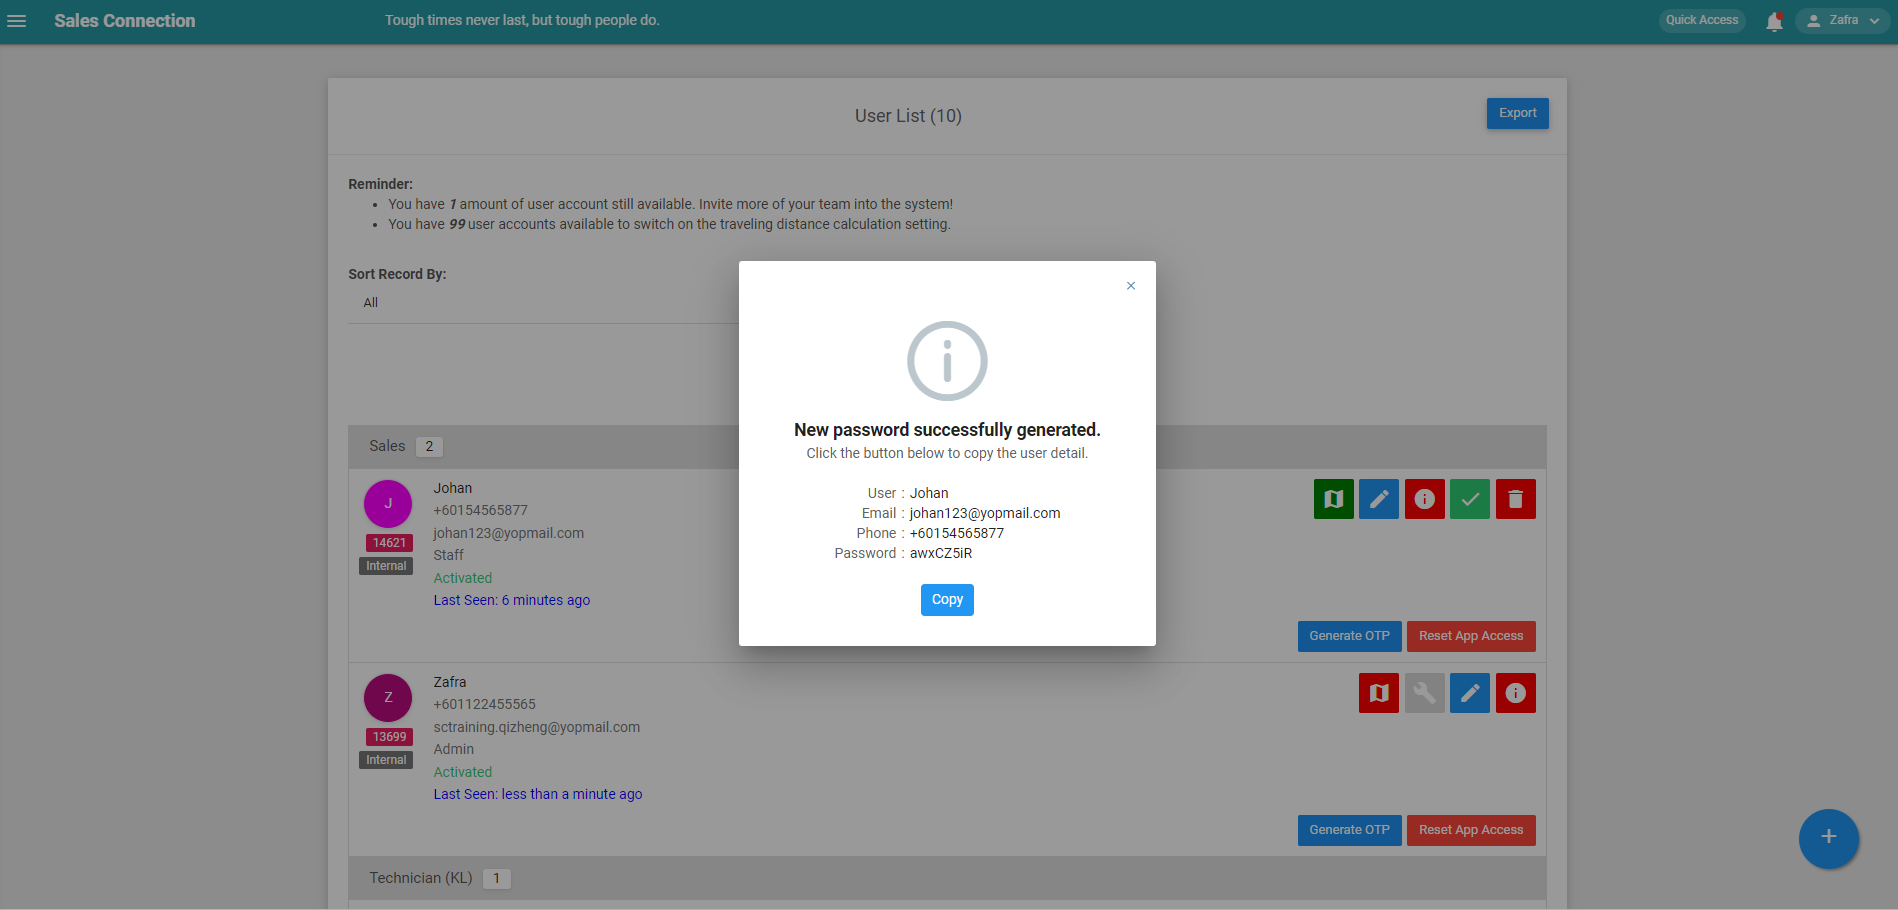 Sales Connection
Tough times never last, but tough people do.
Quick Access
Zafra
User List (10)
Export
Reminder:
You have 1 amount of user account still available. Invite more of your team into the system!
You have 99 user accounts available to switch on the traveling distance calculation setting.
Sort Record By:
All
New password successfully generated.
Click the button below to copy the user detail.
User : Johan
Email : johan123@yopmail.com
Phone : +60154565877
Password : awxCZ5iR
Copy
Sales 2
J
14621
Internal
Johan
+60154565877
johan123@yopmail.com
Staff
Activated
Last Seen: 6 minutes ago
Generate OTP
Reset App Access
Z
13699
Internal
Zafra
+601122455565
sctraining.qizheng@yopmail.com
Admin
Activated
Last Seen: less than a minute ago
Generate OTP
Reset App Access
Technician (KL) 1